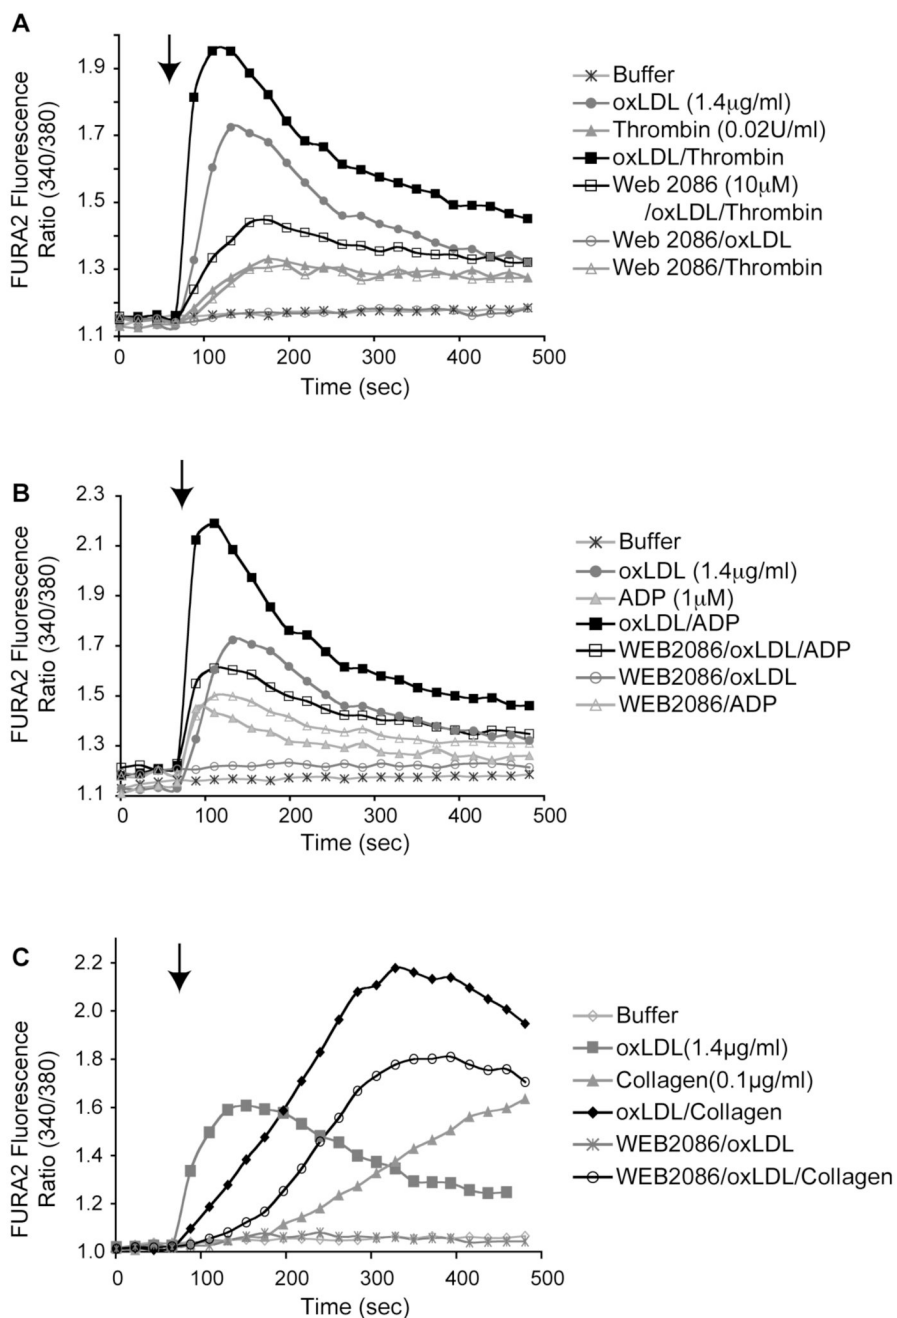 A
FURA2 Fluorescence
Ratio (340/380)
1.9
1.7
1.5
1.3
1.1
0 100 200 300 400 500
Time (sec)
Buffer
oxLDL (1.4µg/ml)
Thrombin (0.02U/ml)
oxLDL/Thrombin
Web 2086 (10µM)
/oxLDL/Thrombin
Web 2086/oxLDL
Web 2086/Thrombin
B
FURA2 Fluorescence
Ratio (340/380)
2.3
2.1
1.9
1.7
1.5
1.3
1.1
0 100 200 300 400 500
Time (sec)
Buffer
oxLDL (1.4µg/ml)
ADP (1µM)
oxLDL/ADP
WEB2086/oxLDL/ADP
WEB2086/oxLDL
WEB2086/ADP
C
FURA2 Fluorescence
Ratio (340/380)
2.2
2.0
1.8
1.6
1.4
1.2
1.0
0 100 200 300 400 500
Time (sec)
Buffer
oxLDL(1.4µg/ml)
Collagen(0.1µg/ml)
oxLDL/Collagen
WEB2086/oxLDL
WEB2086/oxLDL/Collagen